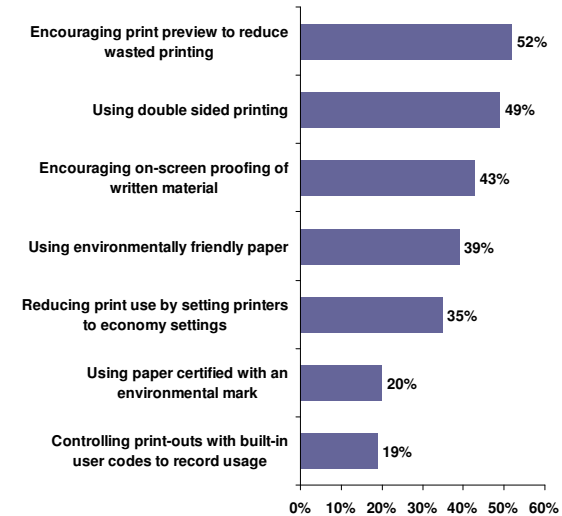 Encouraging print preview to reduce
wasted printing
52%
Using double sided printing
49%
Encouraging on-screen proofing of
written material
43%
Using environmentally friendly paper
39%
Reducing print use by setting printers
to economy settings
35%
Using paper certified with an
environmental mark
20%
Controlling print-outs with built-in
user codes to record usage
19%
0% 10% 20% 30% 40% 50% 60%